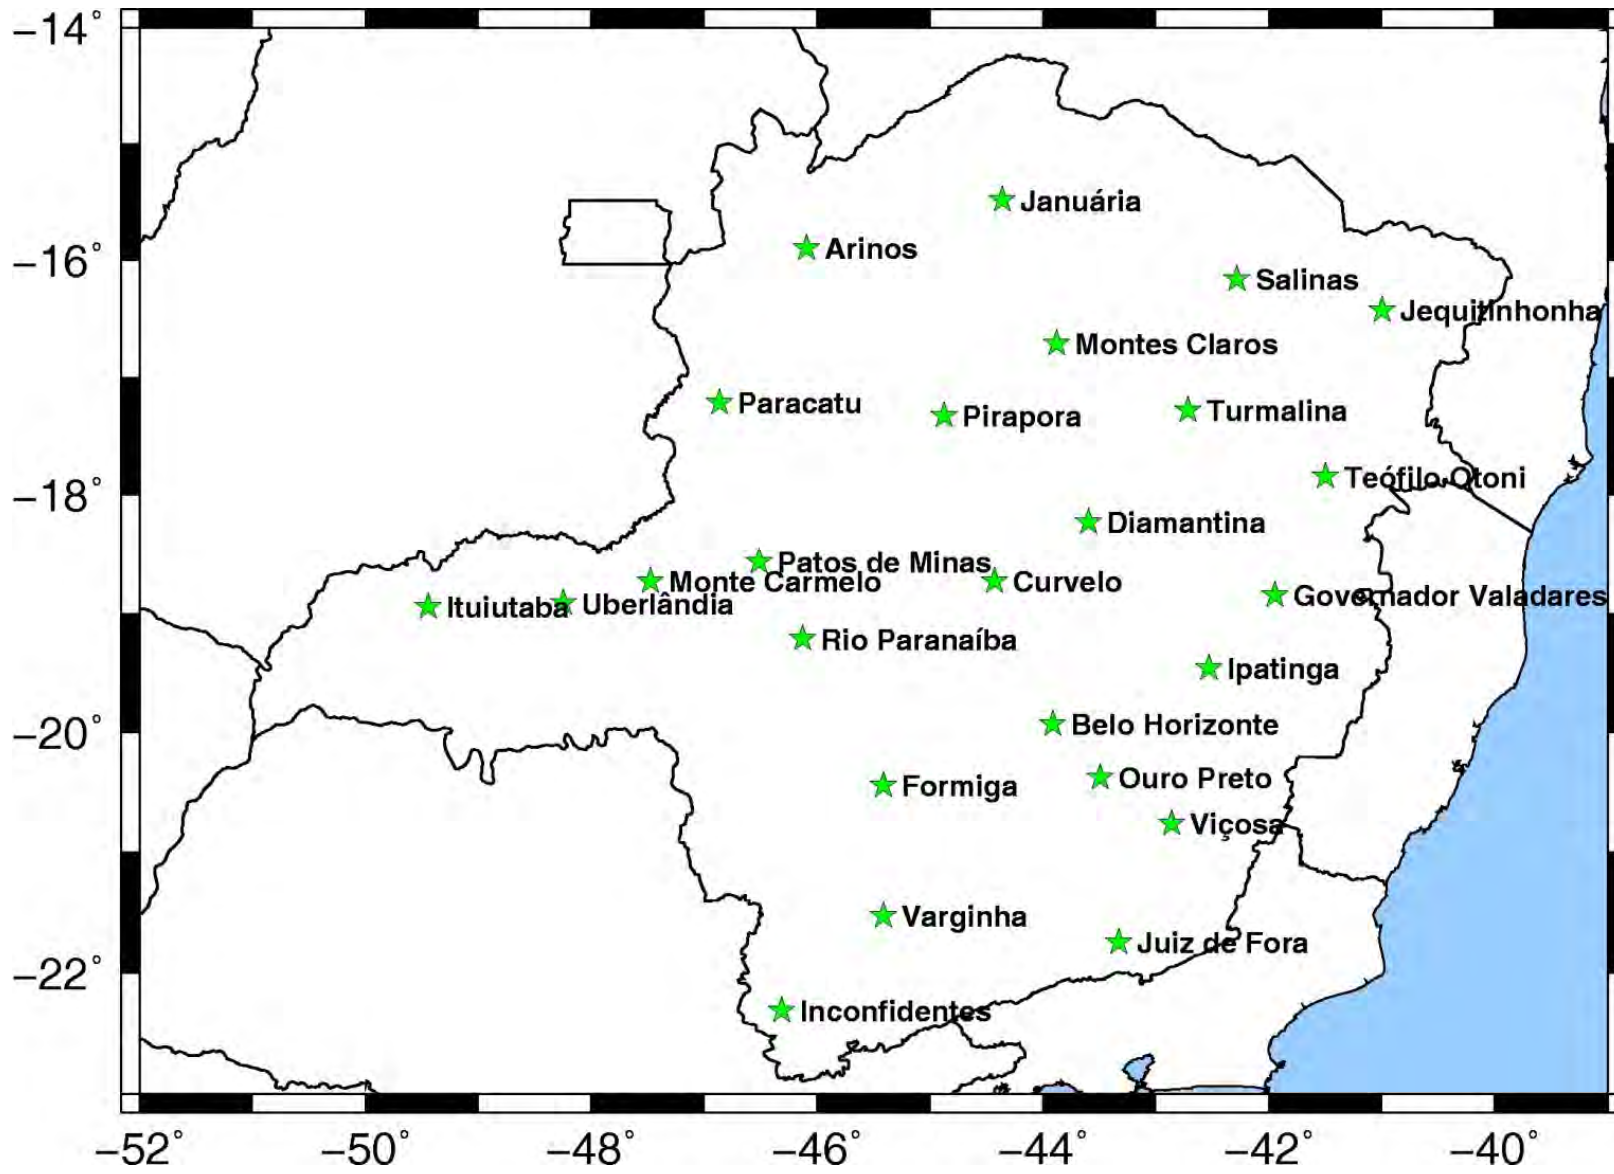 −14°
Januária
Arinos
−16°
Salinas
Jequitinhonha
Montes Claros
Paracatu
Pirapora
Turmalina
Teófilo Otoni
−18°
Diamantina
Patos de Minas
Monte Carmelo
Curvelo
Ituiutaba
Uberlândia
Governador Valadares
Rio Paranaíba
Ipatinga
−20°
Belo Horizonte
Ouro Preto
Formiga
Viçosa
Varginha
Juiz de Fora
−22°
Inconfidentes
−52° −50° −48° −46° −44° −42° −40°